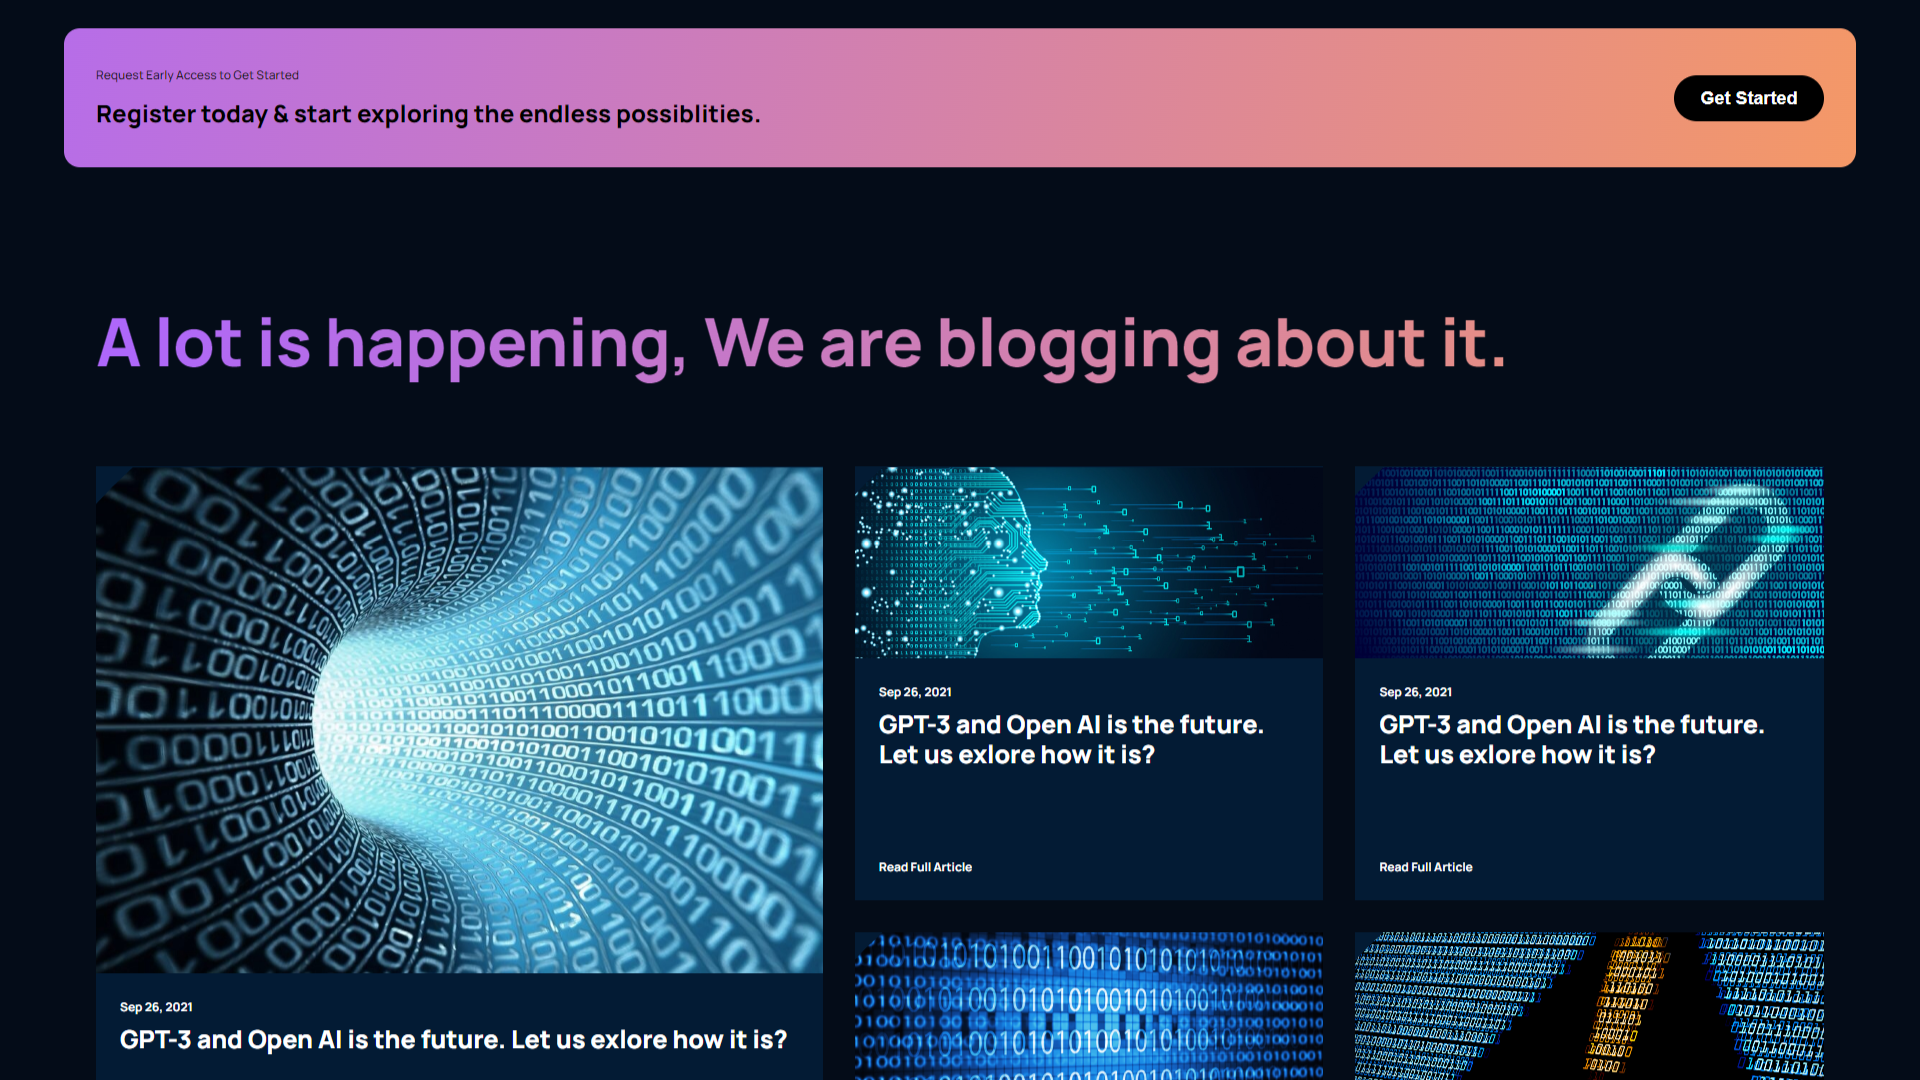 Request Early Access to Get Started
Register today & start exploring the endless possiblities.
Get Started
A lot is happening, We are blogging about it.
Sep 26, 2021
GPT-3 and Open AI is the future.
Let us exlore how it is?
Read Full Article
Sep 26, 2021
GPT-3 and Open AI is the future.
Let us exlore how it is?
Read Full Article
Sep 26, 2021
GPT-3 and Open AI is the future. Let us exlore how it is?